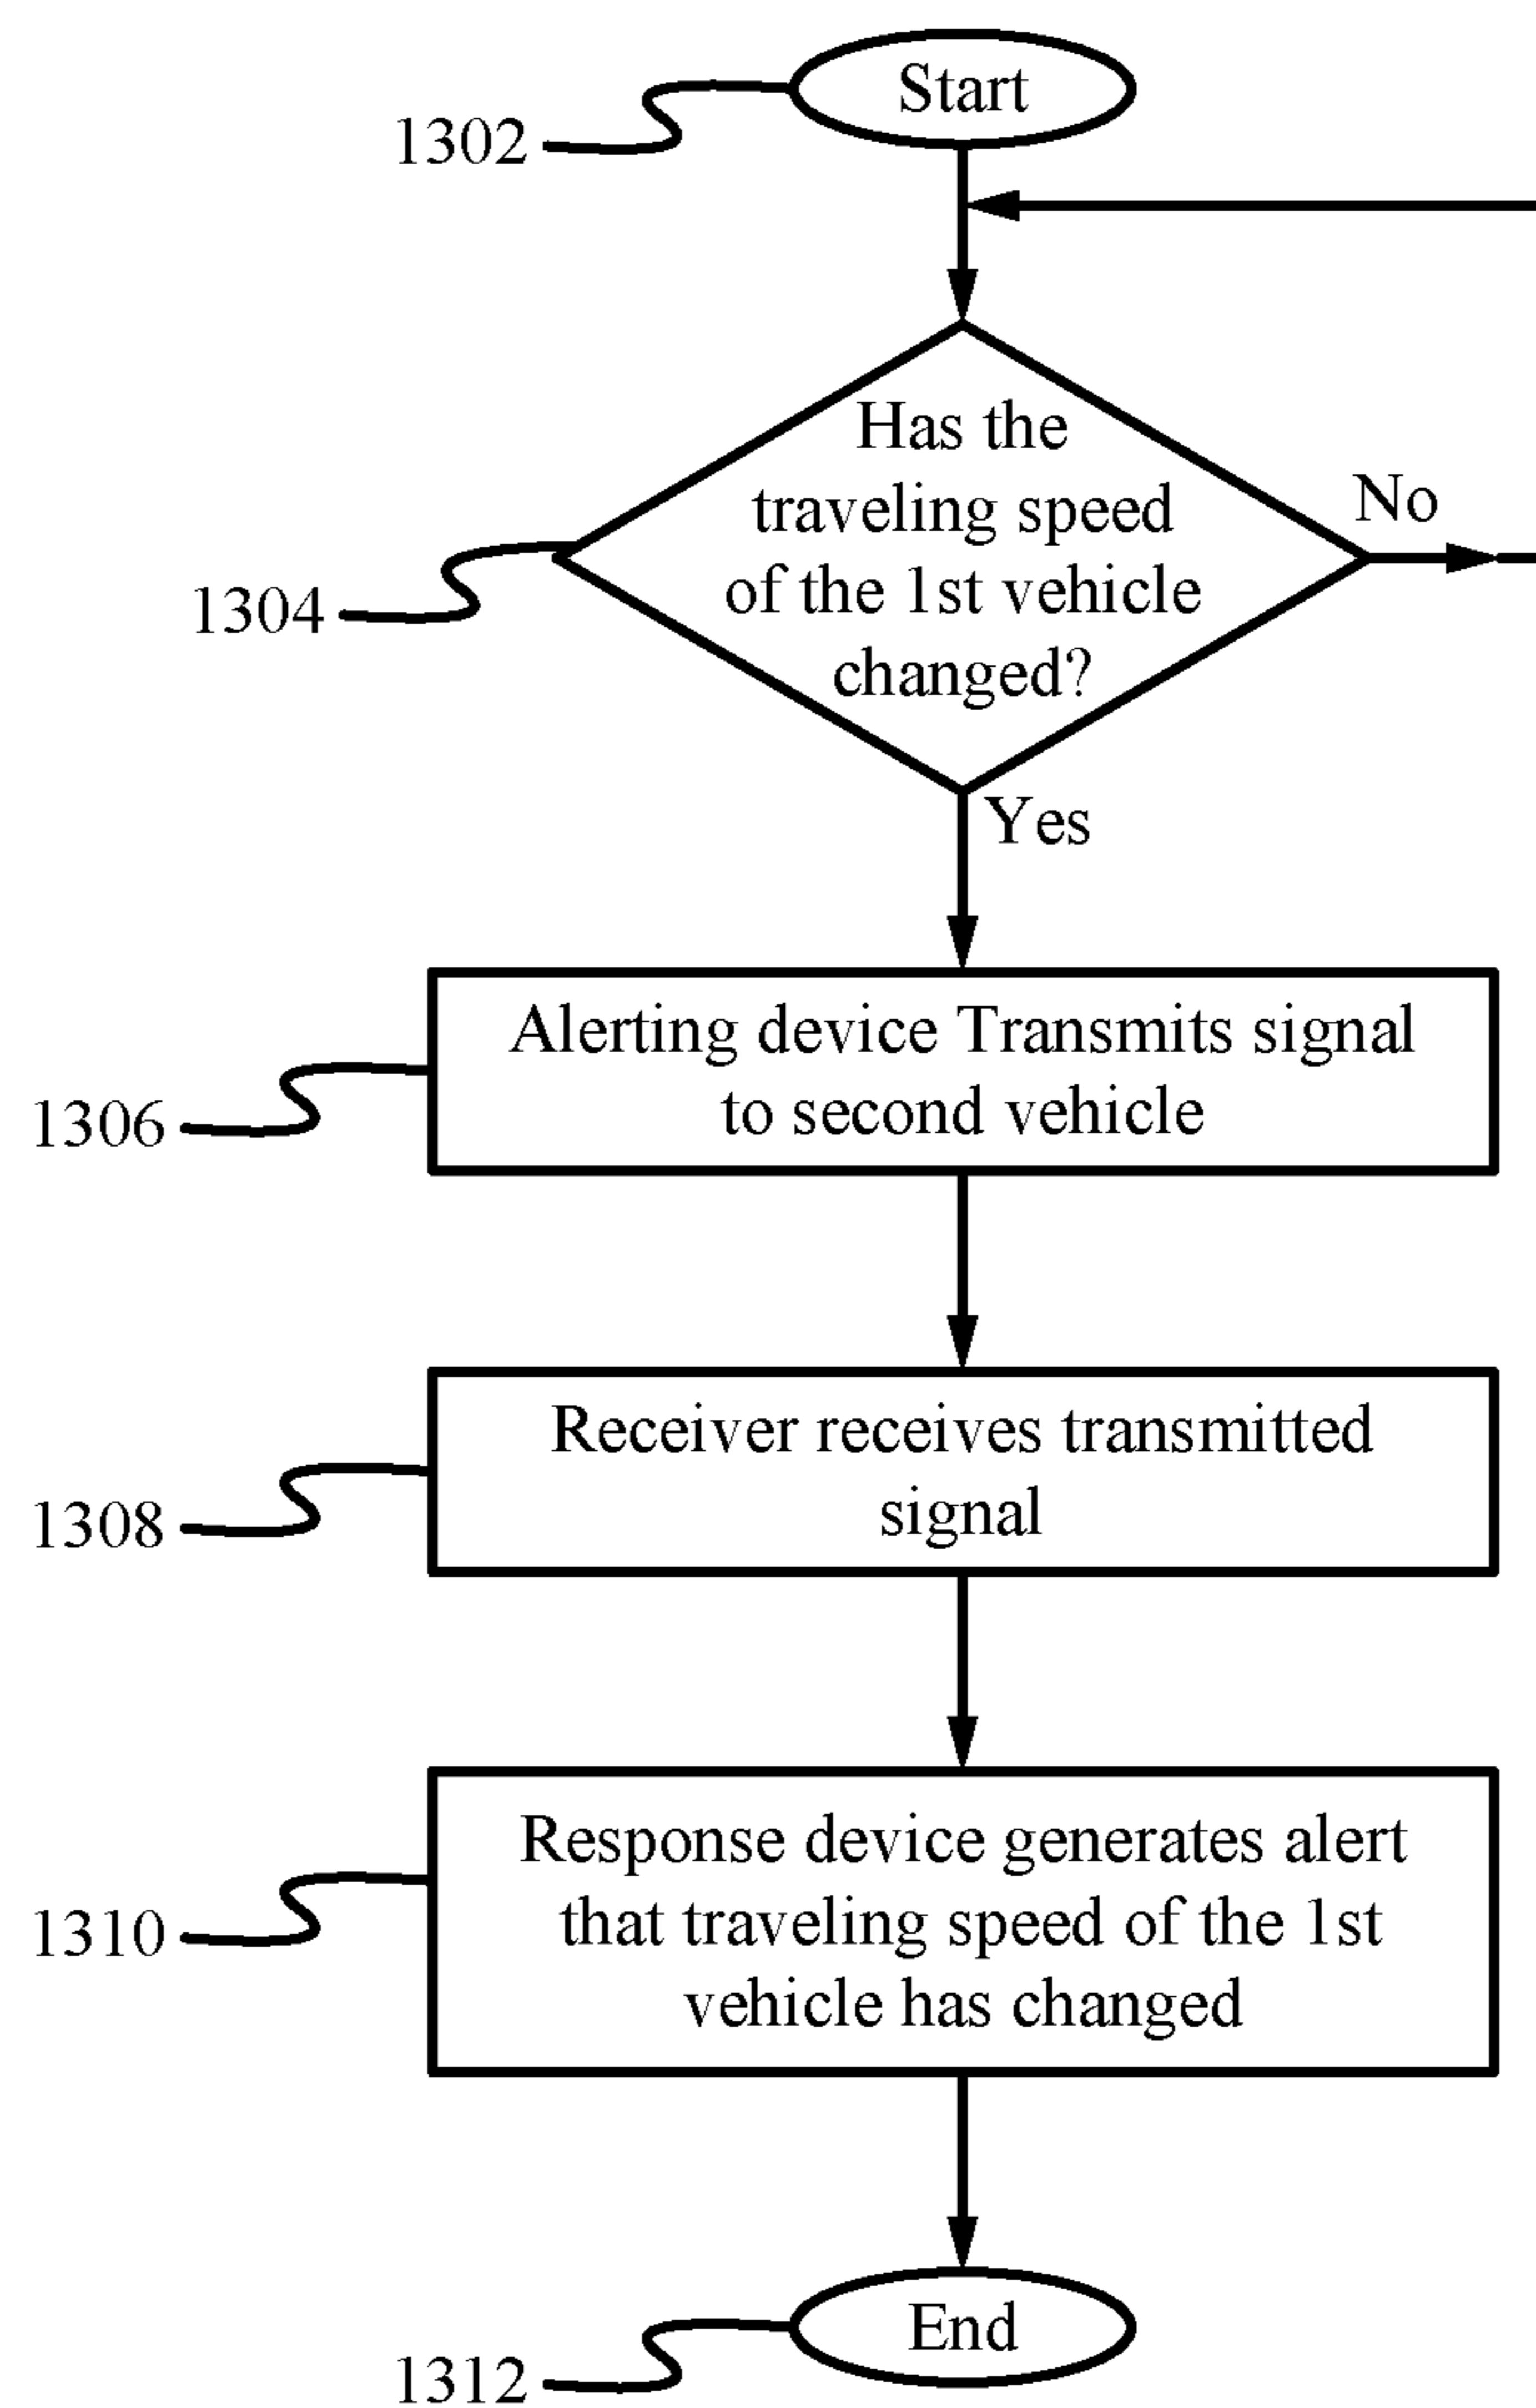 Start
1302
Has the
traveling speed
of the 1st vehicle
changed?
No
1304
Yes
Alerting device Transmits signal
to second vehicle
1306
Receiver receives transmitted
signal
1308
Response device generates alert
that traveling speed of the 1st
vehicle has changed
1310
End
1312